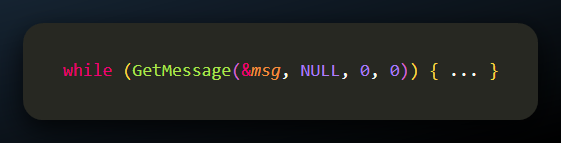 while (GetMessage(&msg, NULL, 0, 0)) { ... }